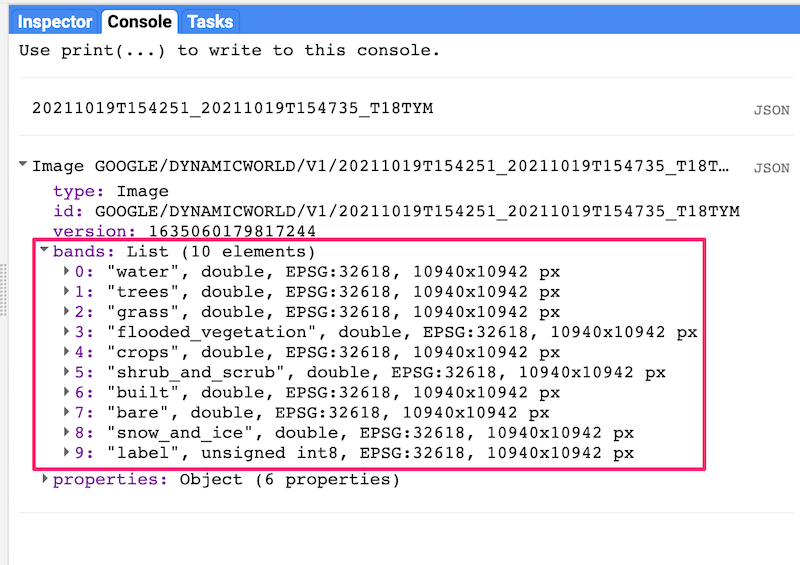 Inspector Console Tasks
Use print(...) to write to this console.
20211019T154251_20211019T154735_T18TYM JSON
Image GOOGLE/DYNAMICWORLD/V1/20211019T154251_20211019T154735_T18T… JSON
type: Image
id: GOOGLE/DYNAMICWORLD/V1/20211019T154251_20211019T154735_T18TYM
version: 1635060179817244
bands: List (10 elements)
0: "water", double, EPSG:32618, 10940x10942 px
1: "trees", double, EPSG:32618, 10940x10942 px
2: "grass", double, EPSG:32618, 10940x10942 px
3: "flooded_vegetation", double, EPSG:32618, 10940x10942 px
4: "crops", double, EPSG:32618, 10940x10942 px
5: "shrub_and_scrub", double, EPSG:32618, 10940x10942 px
6: "built", double, EPSG:32618, 10940x10942 px
7: "bare", double, EPSG:32618, 10940x10942 px
8: "snow_and_ice", double, EPSG:32618, 10940x10942 px
9: "label", unsigned int8, EPSG:32618, 10940x10942 px
properties: Object (6 properties)